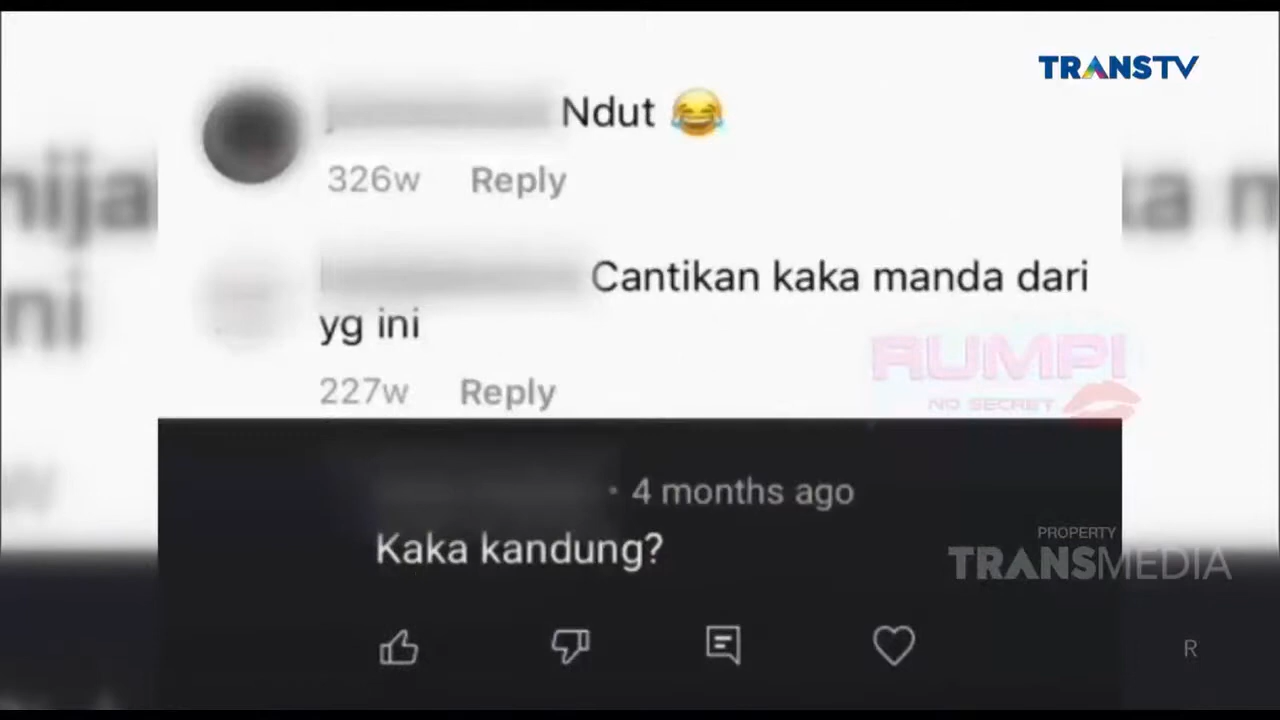 TRANSTV
Ndut 😂
326w Reply
Cantikan kaka manda dari
yg ini
227w Reply
RUMPI
NO SECRET
· 4 months ago
Kaka kandung?
PROPERTY
TRANSMEDIA
R